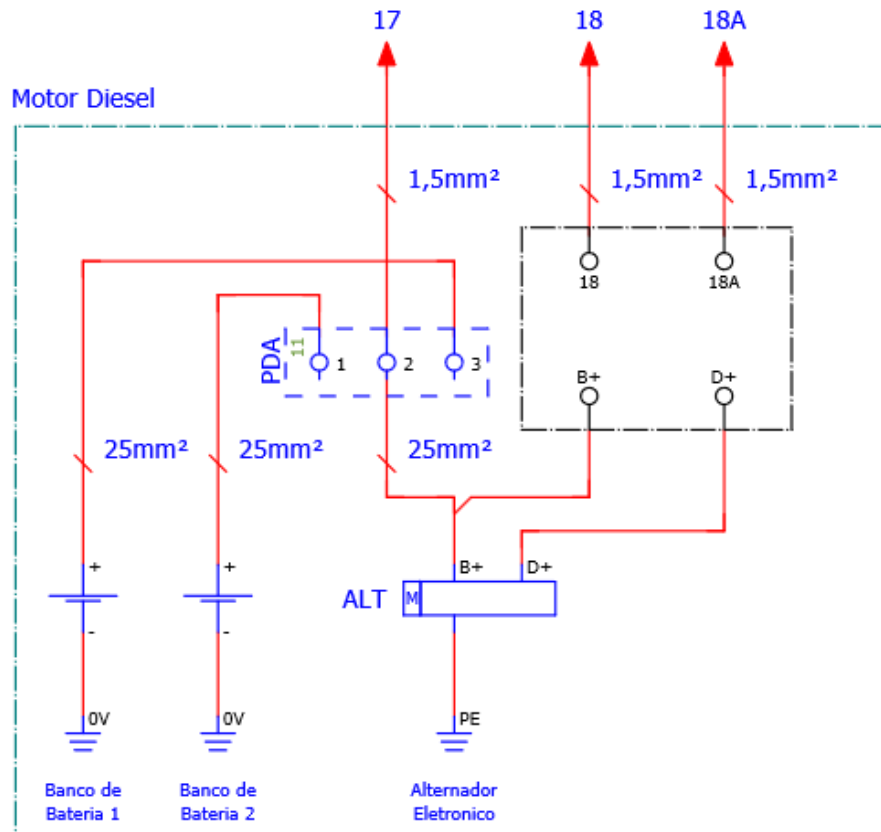 17
18
18A
Motor Diesel
1,5mm²
1,5mm²
1,5mm²
18
18A
PDA
11
1
2
3
B+
D+
25mm²
25mm²
25mm²
+
+
B+
D+
ALT
M
-
-
0V
0V
PE
Banco de
Bateria 1
Banco de
Bateria 2
Alternador
Eletronico